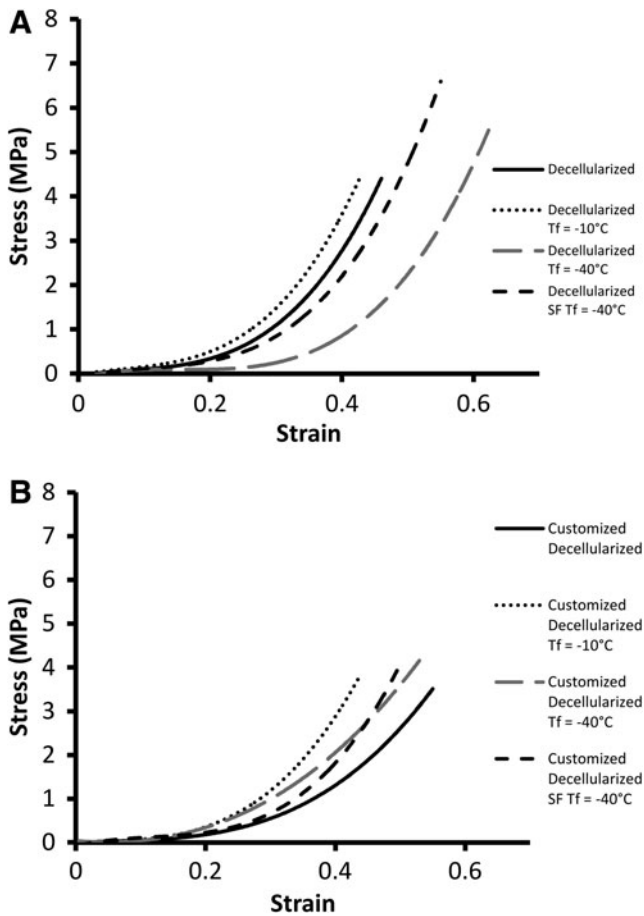 A
8
7
6
5
4
3
2
1
0
Stress (MPa)
0
0.2
0.4
0.6
Strain
Decellularized
Decellularized
Tf = -10°C
Decellularized
Tf = -40°C
Decellularized
SF Tf = -40°C
B
8
7
6
5
4
3
2
1
0
Stress (MPa)
0
0.2
0.4
0.6
Strain
Customized
Decellularized
Customized
Decellularized
Tf = -10°C
Customized
Decellularized
Tf = -40°C
Customized
Decellularized
SF Tf = -40°C